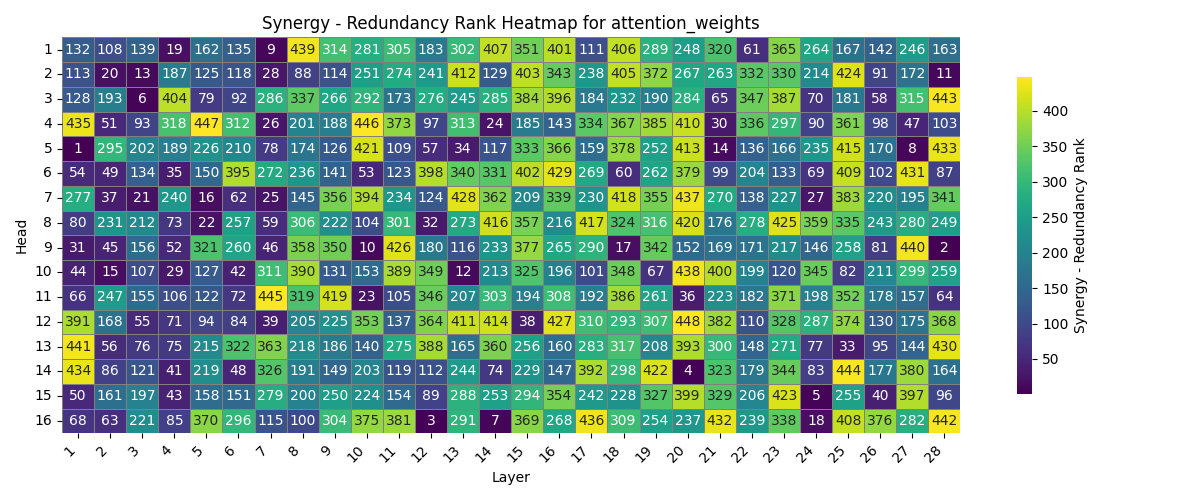 Synergy - Redundancy Rank Heatmap for attention_weights
1 132 108 139 19 162 135 9 439 314 281 305 183 302 407 351 401 111 406 289 248 320 61 365 264 167 142 246 163
2 113 20 13 187 125 118 28 88 114 251 274 241 412 129 403 343 238 405 372 267 263 332 330 214 424 91 172 11
3 128 193 6 404 79 92 286 337 266 292 173 276 245 285 384 396 184 232 190 284 65 347 387 70 181 58 315 443
4 435 51 93 318 447 312 26 201 188 446 373 97 313 24 185 143 334 367 385 410 30 336 297 90 361 98 47 103
5 1 295 202 189 226 210 78 174 126 421 109 57 34 117 333 366 159 378 252 413 14 136 166 235 415 170 8 433
6 54 49 134 35 150 395 272 236 141 53 123 398 340 331 402 429 269 60 262 379 99 204 133 69 409 102 431 87
7 277 37 21 240 16 62 25 145 356 394 234 124 428 362 209 339 230 418 355 437 270 138 227 27 383 220 195 341
8 80 231 212 73 22 257 59 306 222 104 301 32 273 416 357 216 417 324 316 420 176 278 425 359 335 243 280 249
9 31 45 156 52 321 260 46 358 350 10 426 180 116 233 377 265 290 17 342 152 169 171 217 146 258 81 440 2
10 44 15 107 29 127 42 311 390 131 153 389 349 12 213 325 196 101 348 67 438 400 199 120 345 82 211 299 259
11 66 247 155 106 122 72 445 319 419 23 105 346 207 303 194 308 192 386 261 36 223 182 371 198 352 178 157 64
12 391 168 55 71 94 84 39 205 225 353 137 364 411 414 38 427 310 293 307 448 382 110 328 287 374 130 175 368
13 441 56 76 75 215 322 363 218 186 140 275 388 165 360 256 160 283 317 208 393 300 148 271 77 33 95 144 430
14 434 86 121 41 219 48 326 191 149 203 119 112 244 74 229 147 392 298 422 4 323 179 344 83 444 177 380 164
15 50 161 197 43 158 151 279 200 250 224 154 89 288 253 294 354 242 228 327 399 329 206 423 5 255 40 397 96
16 68 63 221 85 370 296 115 100 304 375 381 3 291 7 369 268 436 309 254 237 432 239 338 18 408 376 282 442
1 2 3 4 5 6 7 8 9 10 11 12 13 14 15 16 17 18 19 20 21 22 23 24 25 26 27 28
Layer
Head
400
350
300
250
200
150
100
50
Synergy - Redundancy Rank